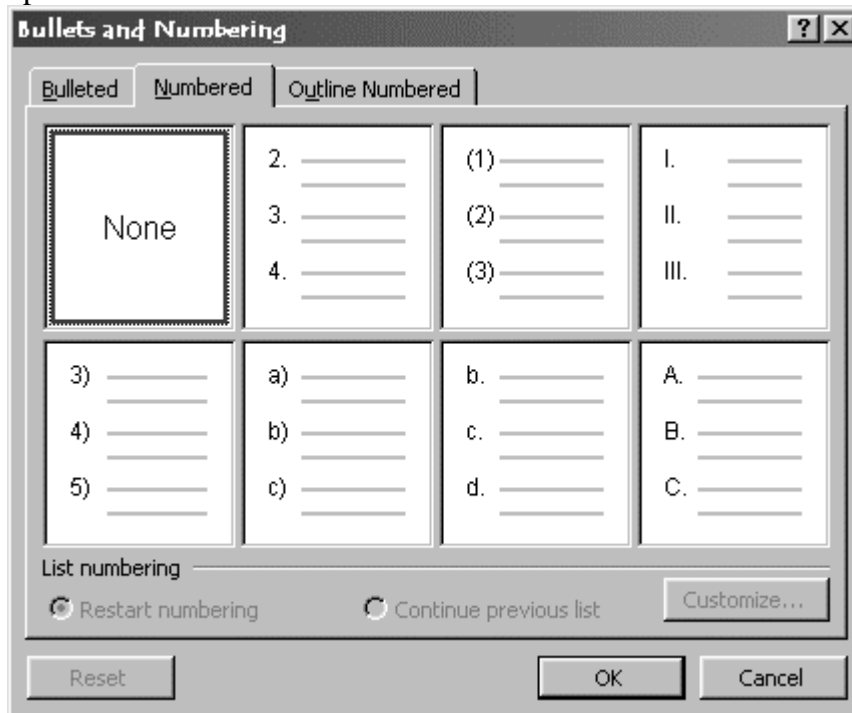 Bullets and Numbering
Bulleted Numbered Outline Numbered
None
2.
3.
4.
(1)
(2)
(3)
I.
II.
III.
3)
4)
5)
a)
b)
c)
b.
c.
d.
A.
B.
C.
List numbering
Restart numbering Continue previous list Customize...
Reset OK Cancel